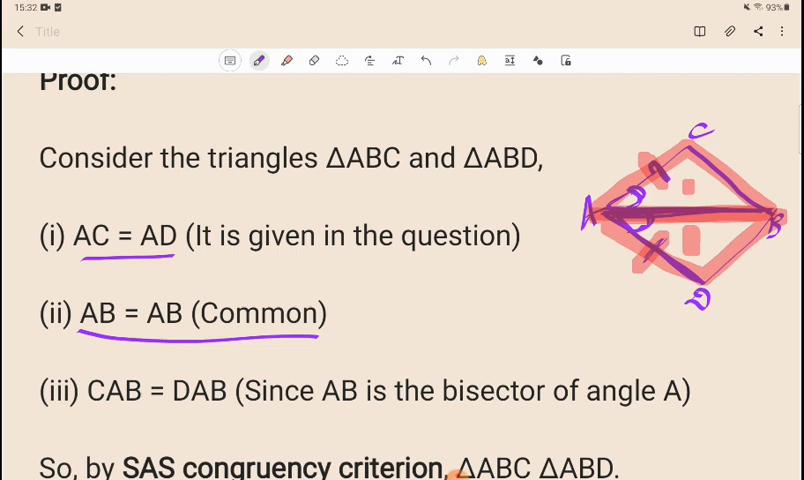 15:32 93%
Title
Proof:
Consider the triangles ΔABC and ΔABD,
(i) AC = AD (It is given in the question)
(ii) AB = AB (Common)
(iii) CAB = DAB (Since AB is the bisector of angle A)
So, by SAS congruency criterion, ΔABC ΔABD.
C
A
B
D